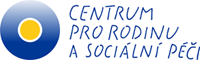 CENTRUM
PRO RODINU
A SOCIÁLNÍ PÉČI